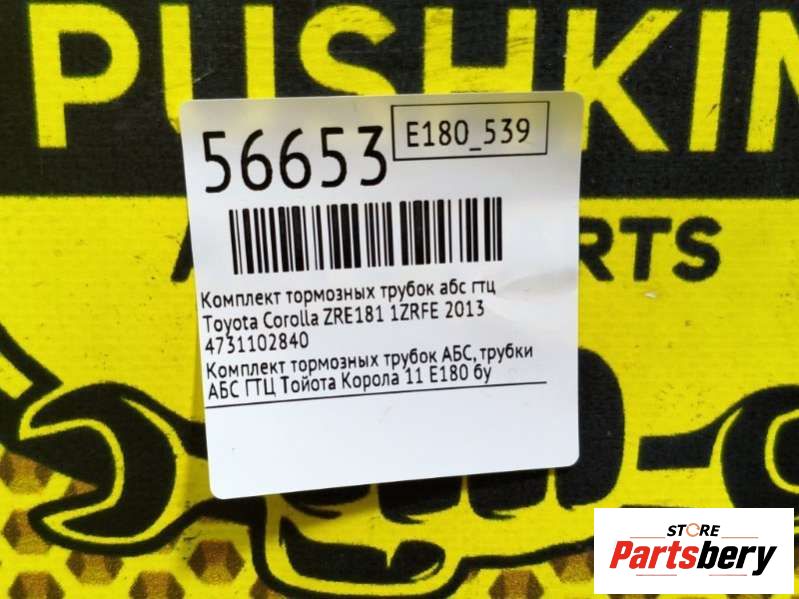 PUSHKIN
56653
E180_539
RTS
Комплект тормозных трубок абс гтц
Toyota Corolla ZRE181 1ZRFE 2013
4731102840
Комплект тормозных трубок АБС, трубки
АБС ГТЦ Тойота Корола 11 Е180 бу
STORE
Partsbery